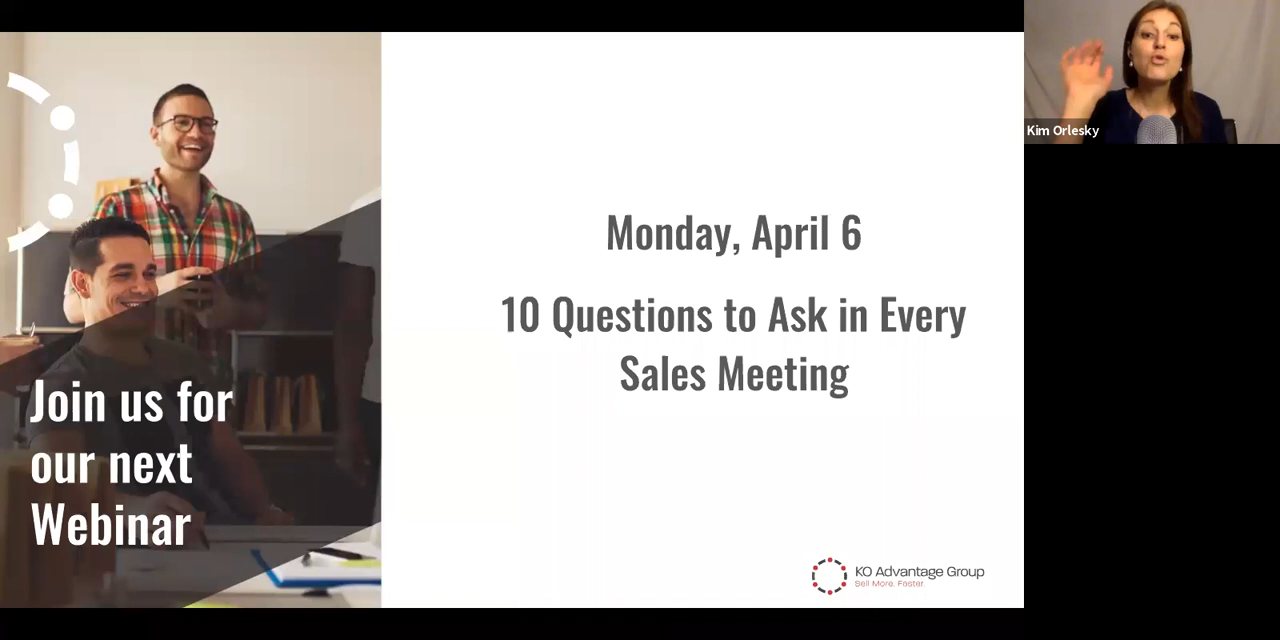 Kim Orlesky
Monday, April 6
10 Questions to Ask in Every
Sales Meeting
Join us for
our next
Webinar
KO Advantage Group
Sell More. Faster.